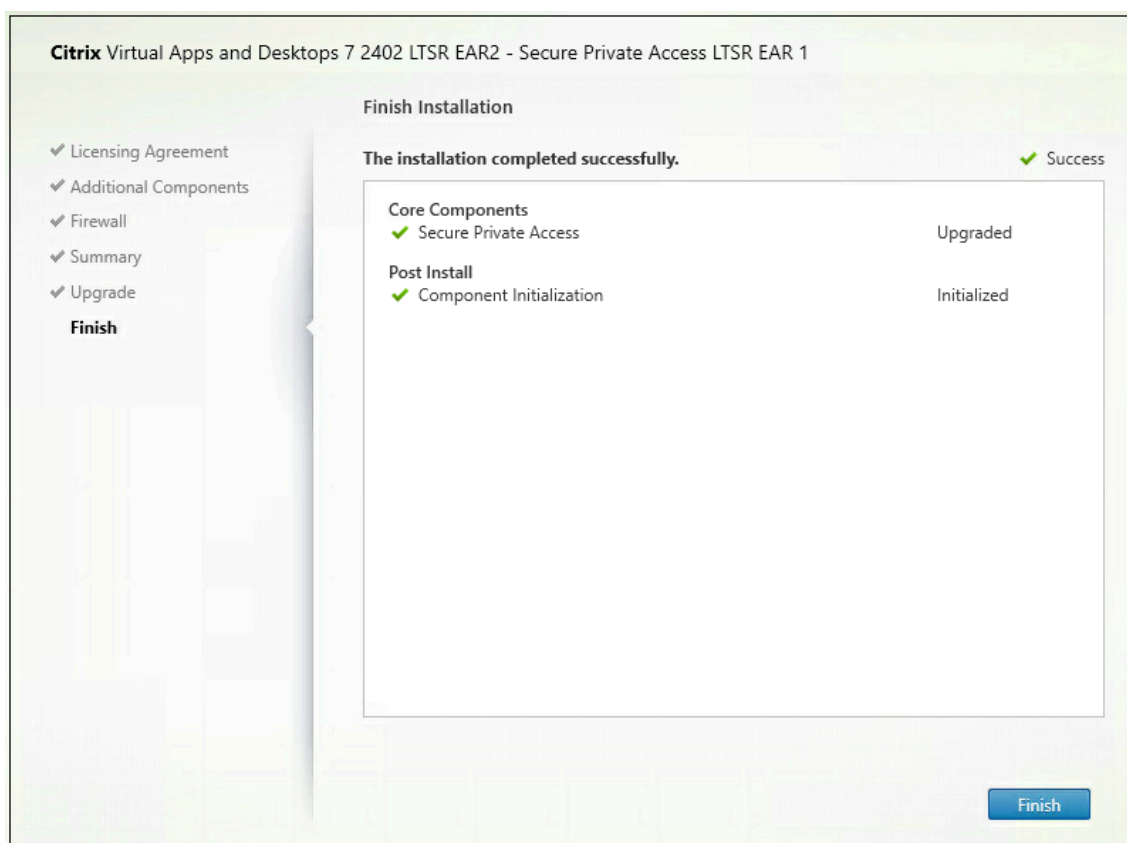 Citrix Virtual Apps and Desktops 7 2402 LTSR EAR2 - Secure Private Access LTSR EAR 1
Licensing Agreement
Additional Components
Firewall
Summary
Upgrade
Finish
Finish Installation
The installation completed successfully. Success
Core Components
Secure Private Access Upgraded
Post Install
Component Initialization Initialized
Finish